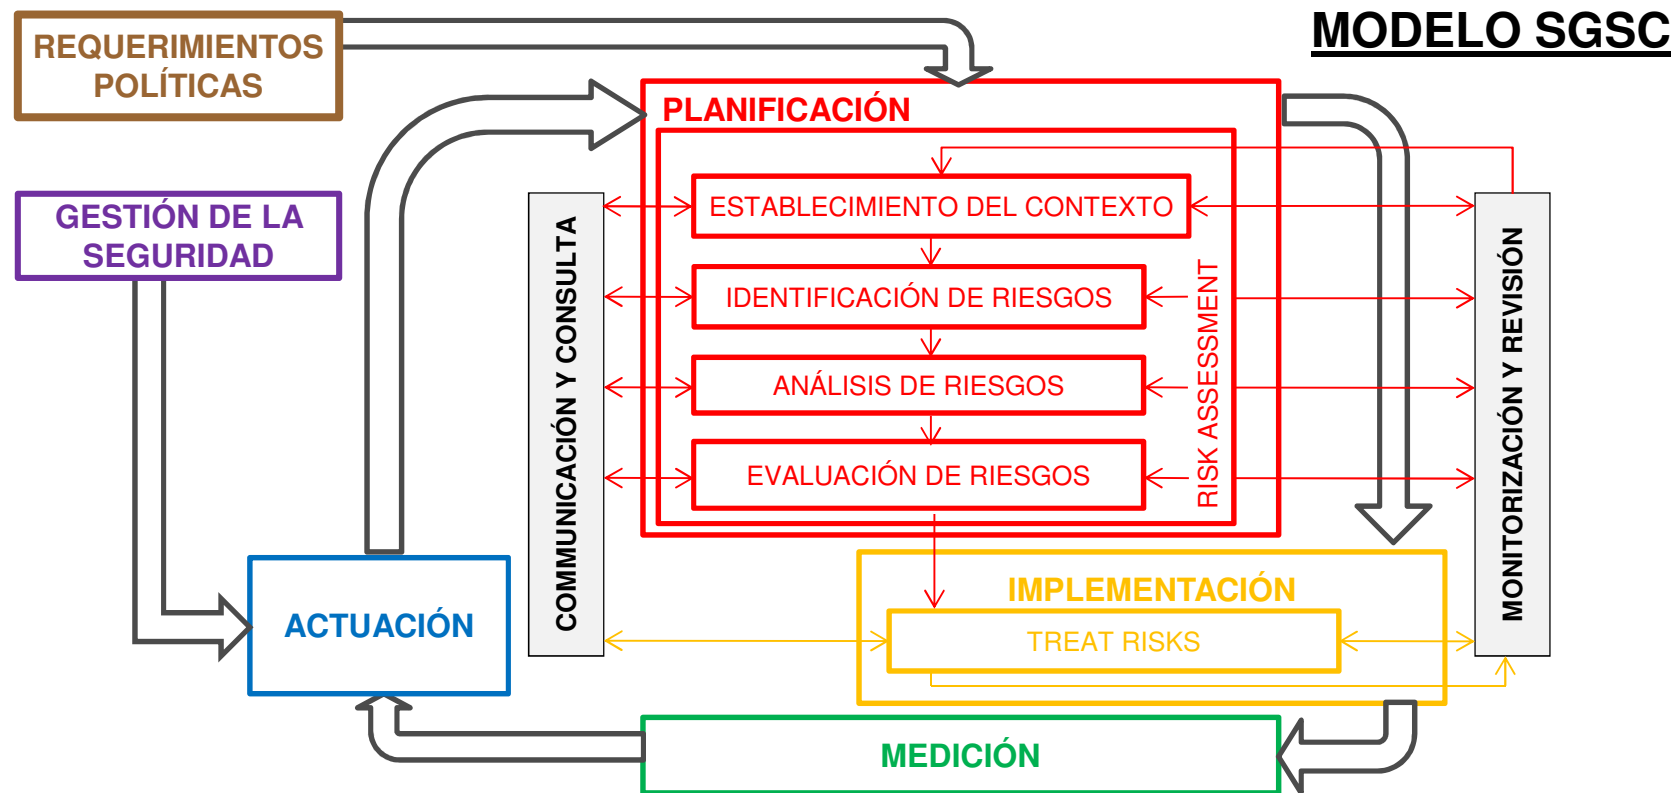 MODELO SGSC
REQUERIMIENTOS
POLÍTICAS
PLANIFICACIÓN
GESTIÓN DE LA
SEGURIDAD
ESTABLECIMIENTO DEL CONTEXTO
IDENTIFICACIÓN DE RIESGOS
ANÁLISIS DE RIESGOS
EVALUACIÓN DE RIESGOS
RISK ASSESSMENT
COMMUNICACIÓN Y CONSULTA
MONITORIZACIÓN Y REVISIÓN
IMPLEMENTACIÓN
TREAT RISKS
ACTUACIÓN
MEDICIÓN